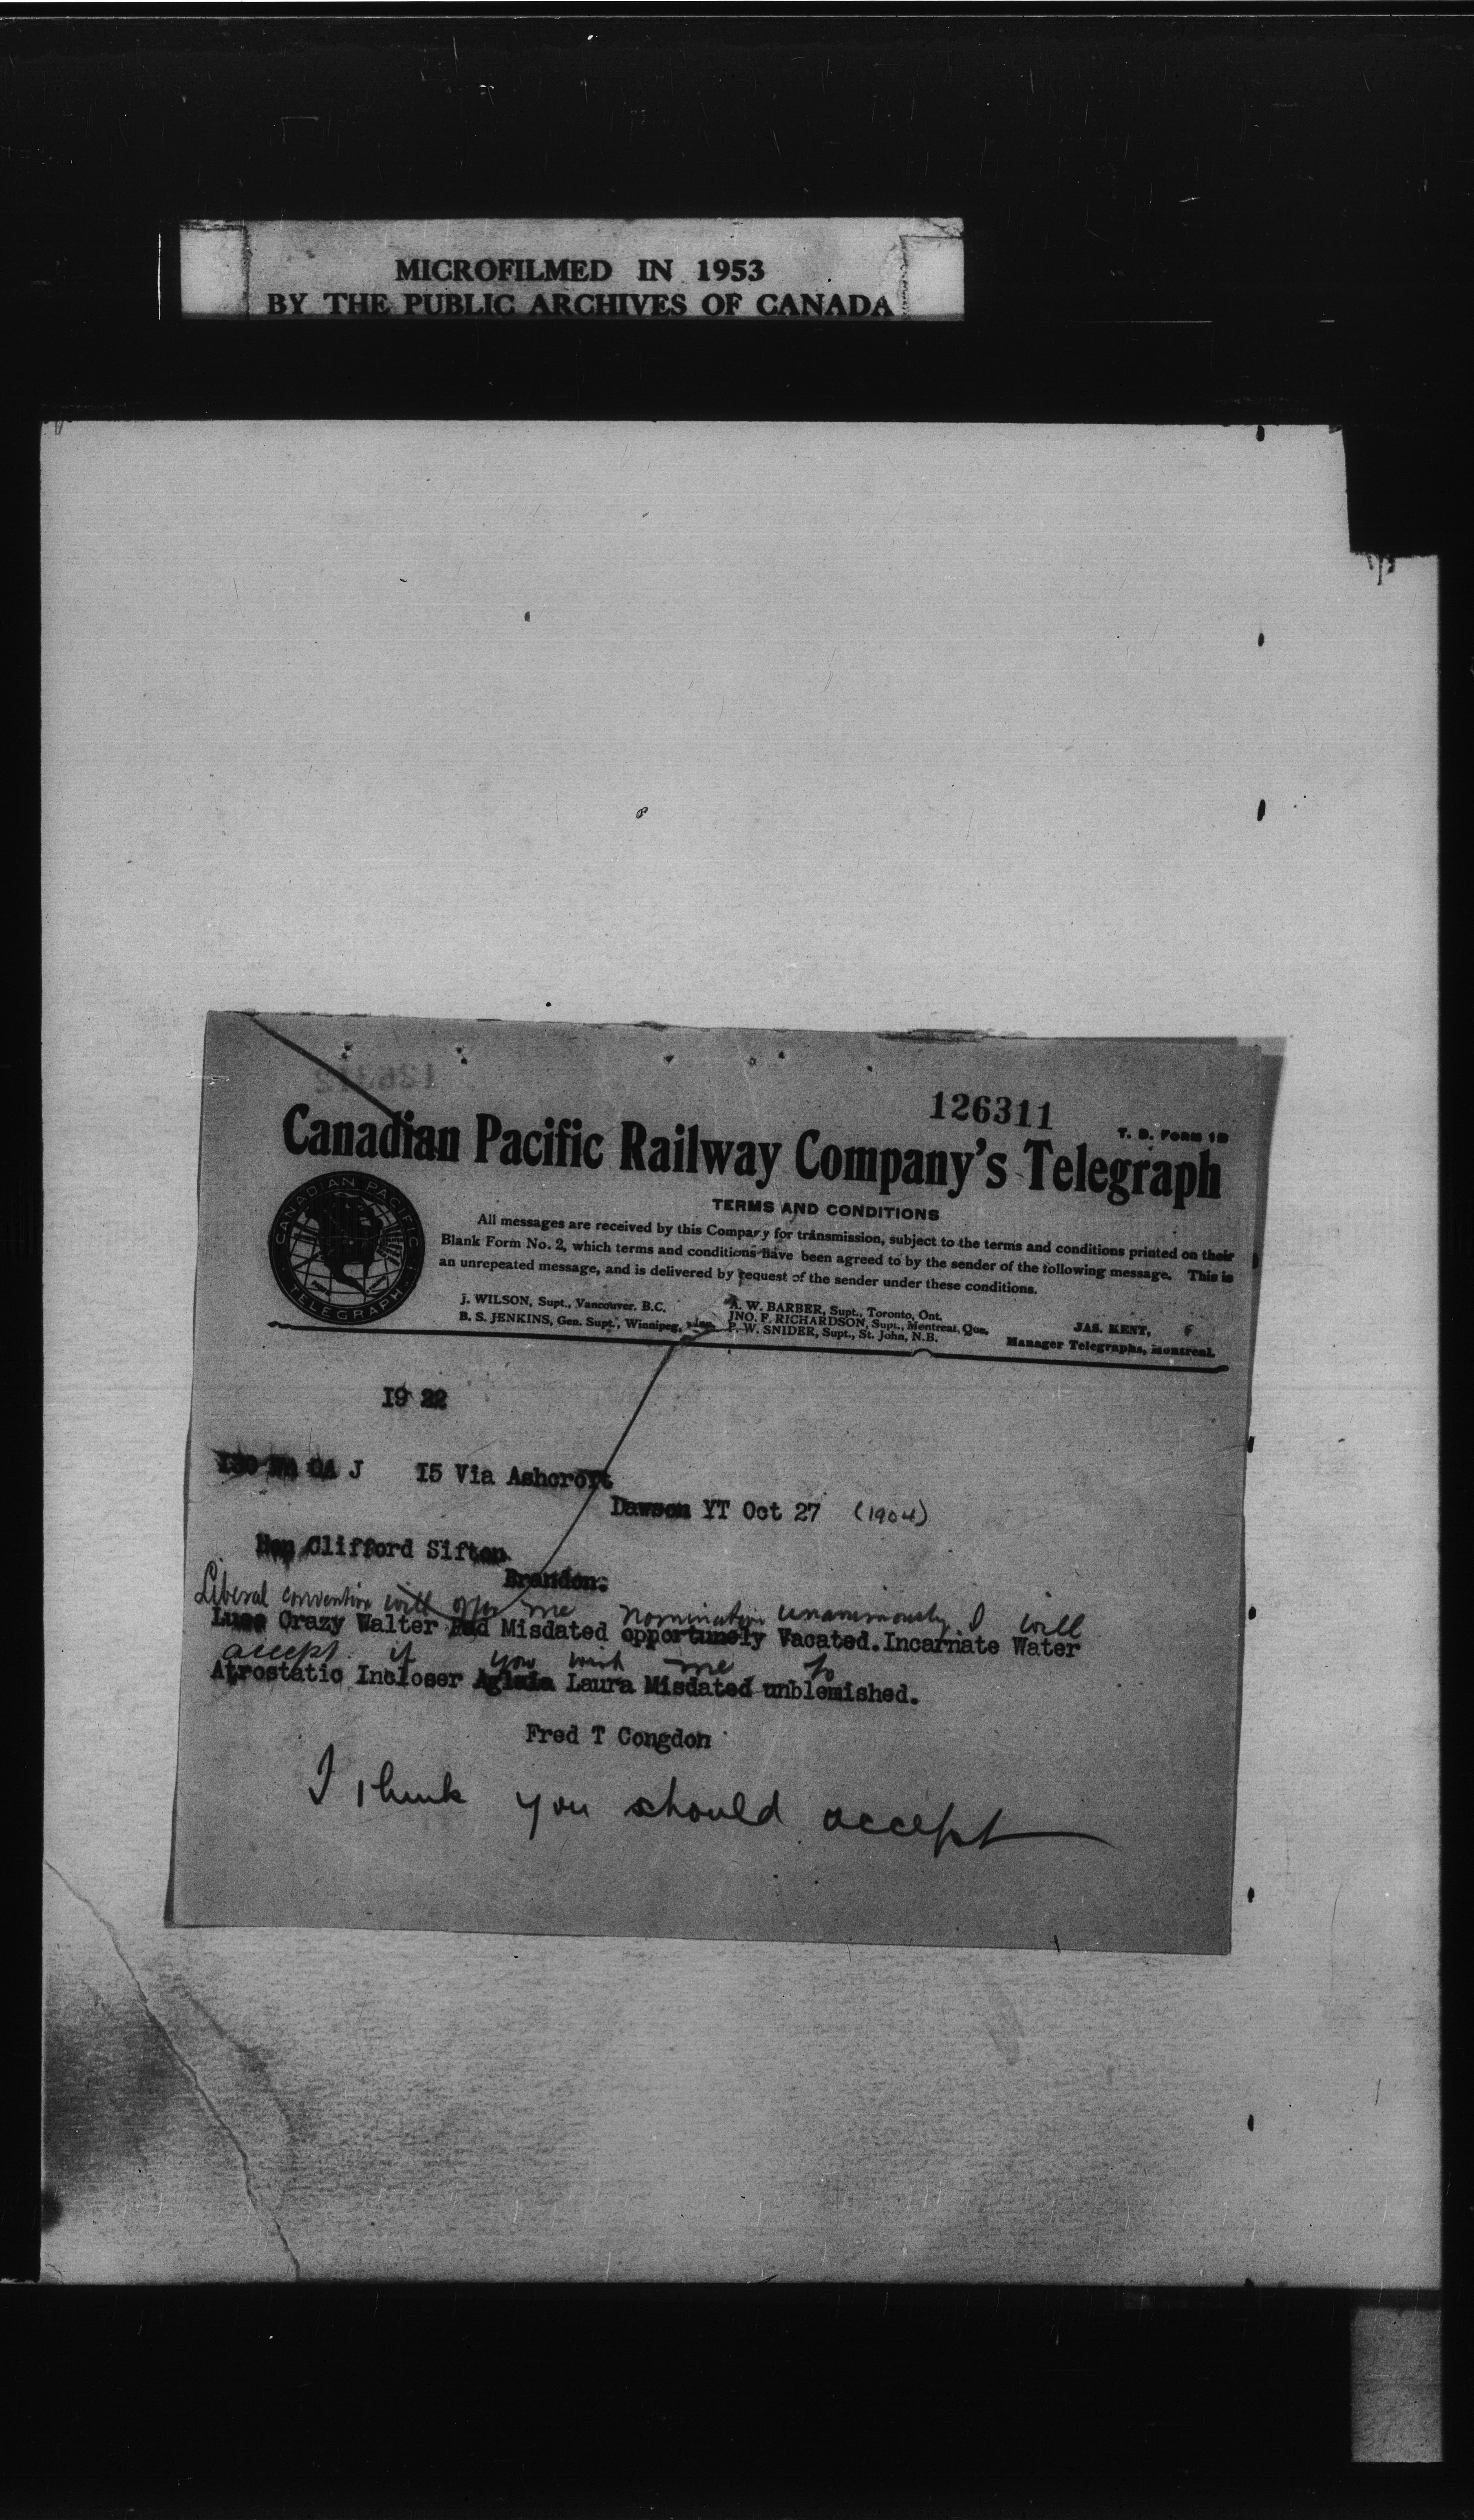 MICROFILMED IN 1953
BY THE PUBLIC ARCHIVES OF CANADA
126311
T. D. FORM 1B
Canadian Pacific Railway Company's Telegraph
CANADIAN PACIFIC
TELEGRAPH
TERMS AND CONDITIONS
All messages are received by this Company for transmission, subject to the terms and conditions printed on their
Blank Form No. 2, which terms and conditions have been agreed to by the sender of the following message. This is
an unrepeated message, and is delivered by request of the sender under these conditions.
J. WILSON, Supt., Vancouver. B.C.
B. S. JENKINS, Gen. Supt., Winnipeg,
A. W. BARBER, Supt., Toronto, Ont.
JNO. F. RICHARDSON, Supt., Montreal, Que.
P. W. SNIDER, Supt., St. John, N.B.
JAS. KENT,
Manager Telegraphs, Montreal.
I9 22
J I5 Via Ashcroft
Dawson YT Oct 27 (1904)
Hon Clifford Sifton
Brandon.
Liberal convention will offer me nomination unanimously I will
Crazy Walter Misdated opportunely Vacated.Incarnate Water
accept if you wish me to
Atrostatic Incloser Laura Misdated unblemished.
Fred T Congdon
I think you should accept